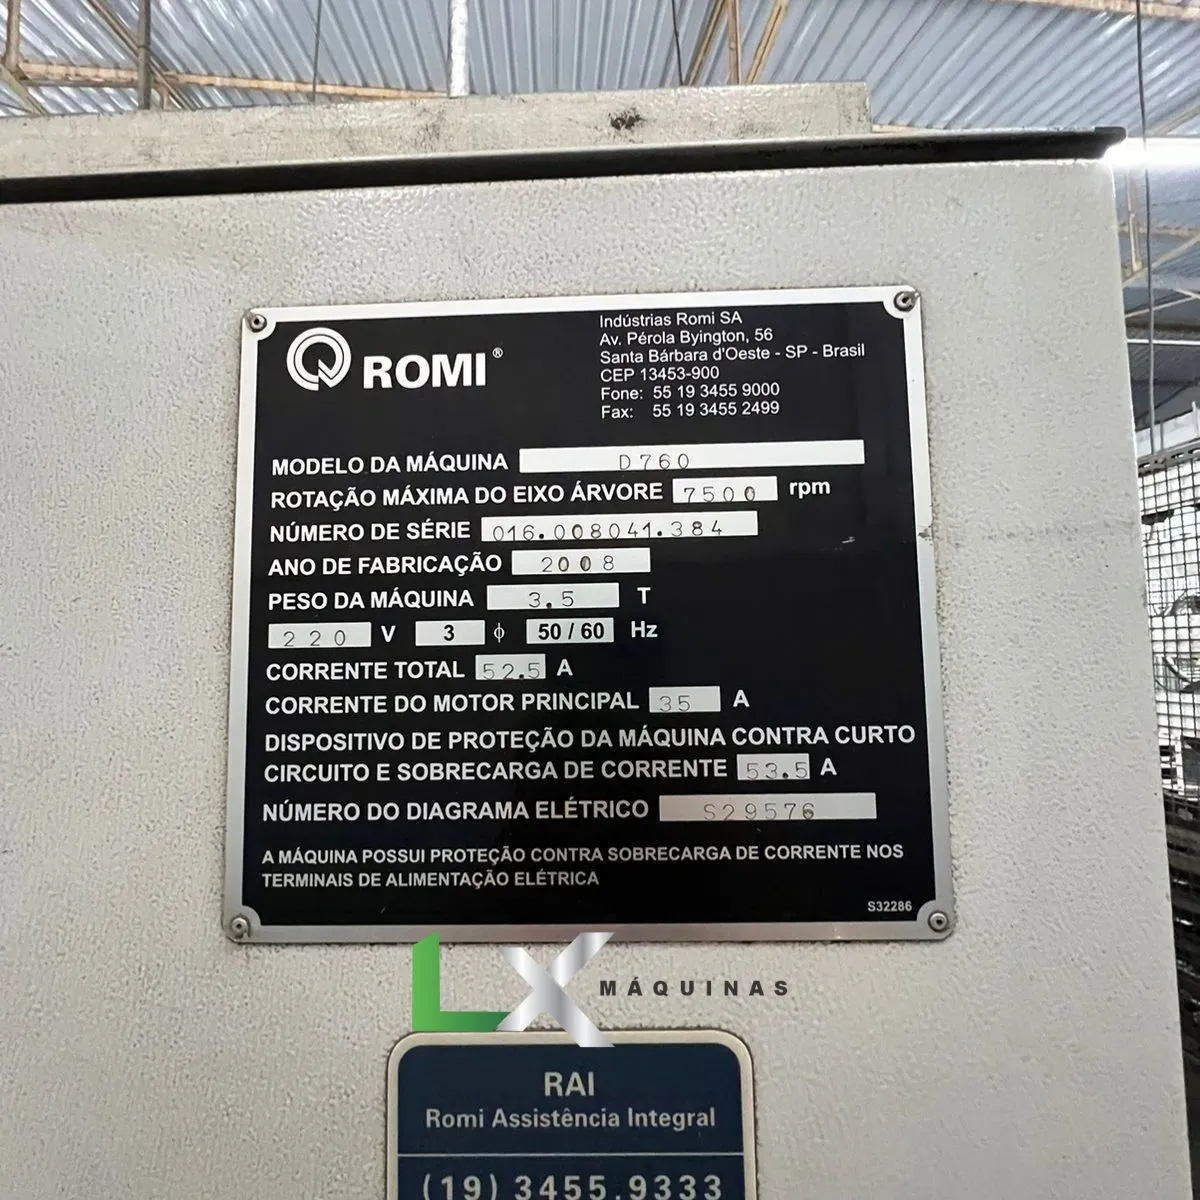 ROMI®
Indústrias Romi SA
Av. Pérola Byington, 56
Santa Bárbara d'Oeste - SP - Brasil
CEP 13453-900
Fone: 55 19 3455 9000
Fax: 55 19 3455 2499
MODELO DA MÁQUINA D760
ROTAÇÃO MÁXIMA DO EIXO ÁRVORE 7500 rpm
NÚMERO DE SÉRIE 016.008041.384
ANO DE FABRICAÇÃO 2008
PESO DA MÁQUINA 3.5 T
220 V 3 ϕ 50 / 60 Hz
CORRENTE TOTAL 52.5 A
CORRENTE DO MOTOR PRINCIPAL 35 A
DISPOSITIVO DE PROTEÇÃO DA MÁQUINA CONTRA CURTO
CIRCUITO E SOBRECARGA DE CORRENTE 53.5 A
NÚMERO DO DIAGRAMA ELÉTRICO S29576
A MÁQUINA POSSUI PROTEÇÃO CONTRA SOBRECARGA DE CORRENTE NOS
TERMINAIS DE ALIMENTAÇÃO ELÉTRICA
S32286
LX MÁQUINAS
RAI
Romi Assistência Integral
(19) 3455.9333